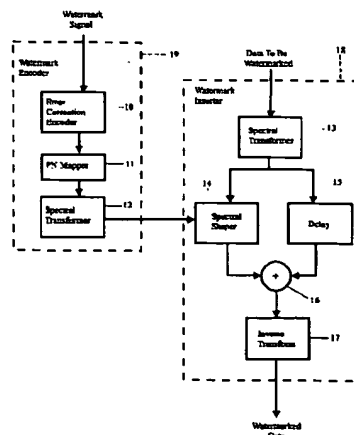 Watermark
Signal
Watermark
Encoder
19
Error
Correction
Encoder
10
PN Mapper
11
Spectral
Transformer
12
Data To Be
Watermarked
18
Watermark
Inserter
Spectral
Transformer
13
14
Spectral
Shaper
15
Delay
+
16
Inverse
Transform
17
Watermarked